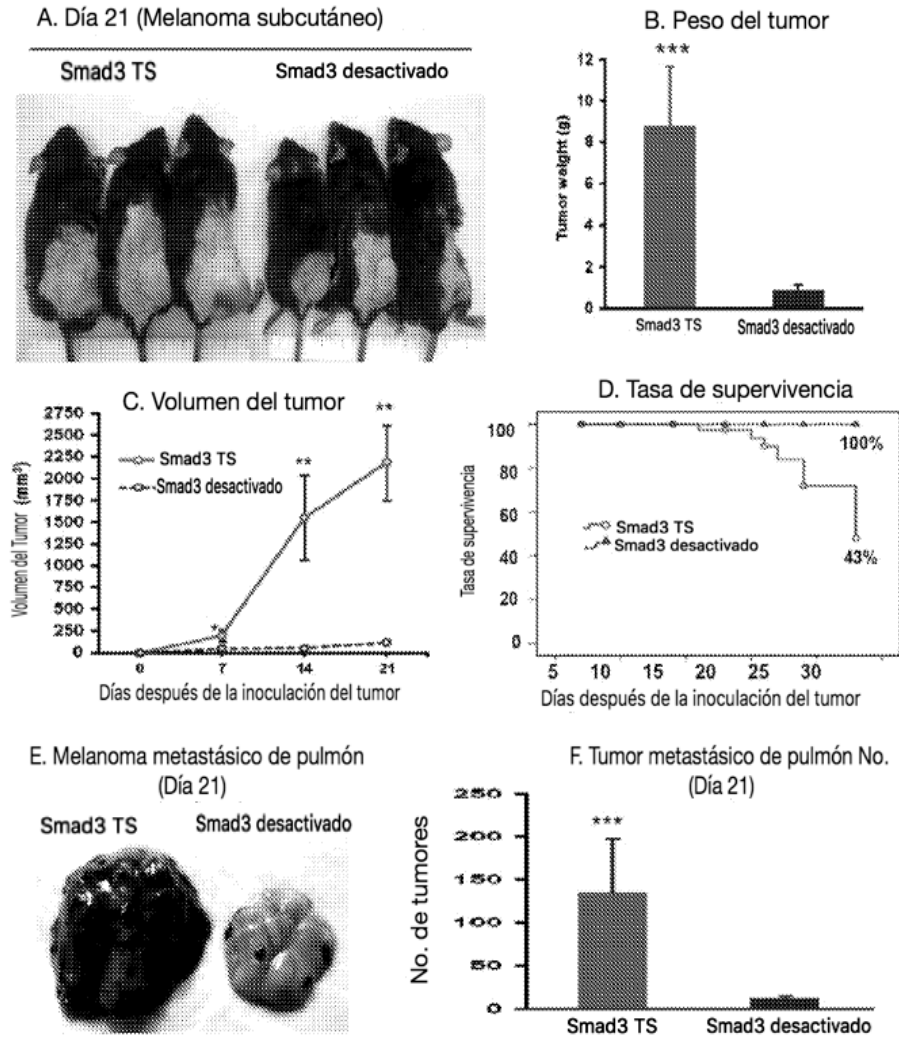 A. Día 21 (Melanoma subcutáneo)
Smad3 TS
Smad3 desactivado
B. Peso del tumor
***
Tumor weight (g)
12
10
8
6
4
2
0
Smad3 TS
Smad3 desactivado
C. Volumen del tumor
Volumen del Tumor (mm³)
2750
2500
2250
2000
1750
1500
1250
1000
750
500
250
0
Smad3 TS
Smad3 desactivado
*
**
**
0
7
14
21
Días después de la inoculación del tumor
D. Tasa de supervivencia
Tasa de supervivencia
100
80
60
40
20
0
100%
Smad3 TS
Smad3 desactivado
43%
5
10
15
20
25
30
Días después de la inoculación del tumor
E. Melanoma metastásico de pulmón
(Día 21)
Smad3 TS
Smad3 desactivado
F. Tumor metastásico de pulmón No.
(Día 21)
No. de tumores
250
200
150
100
50
0
***
Smad3 TS
Smad3 desactivado